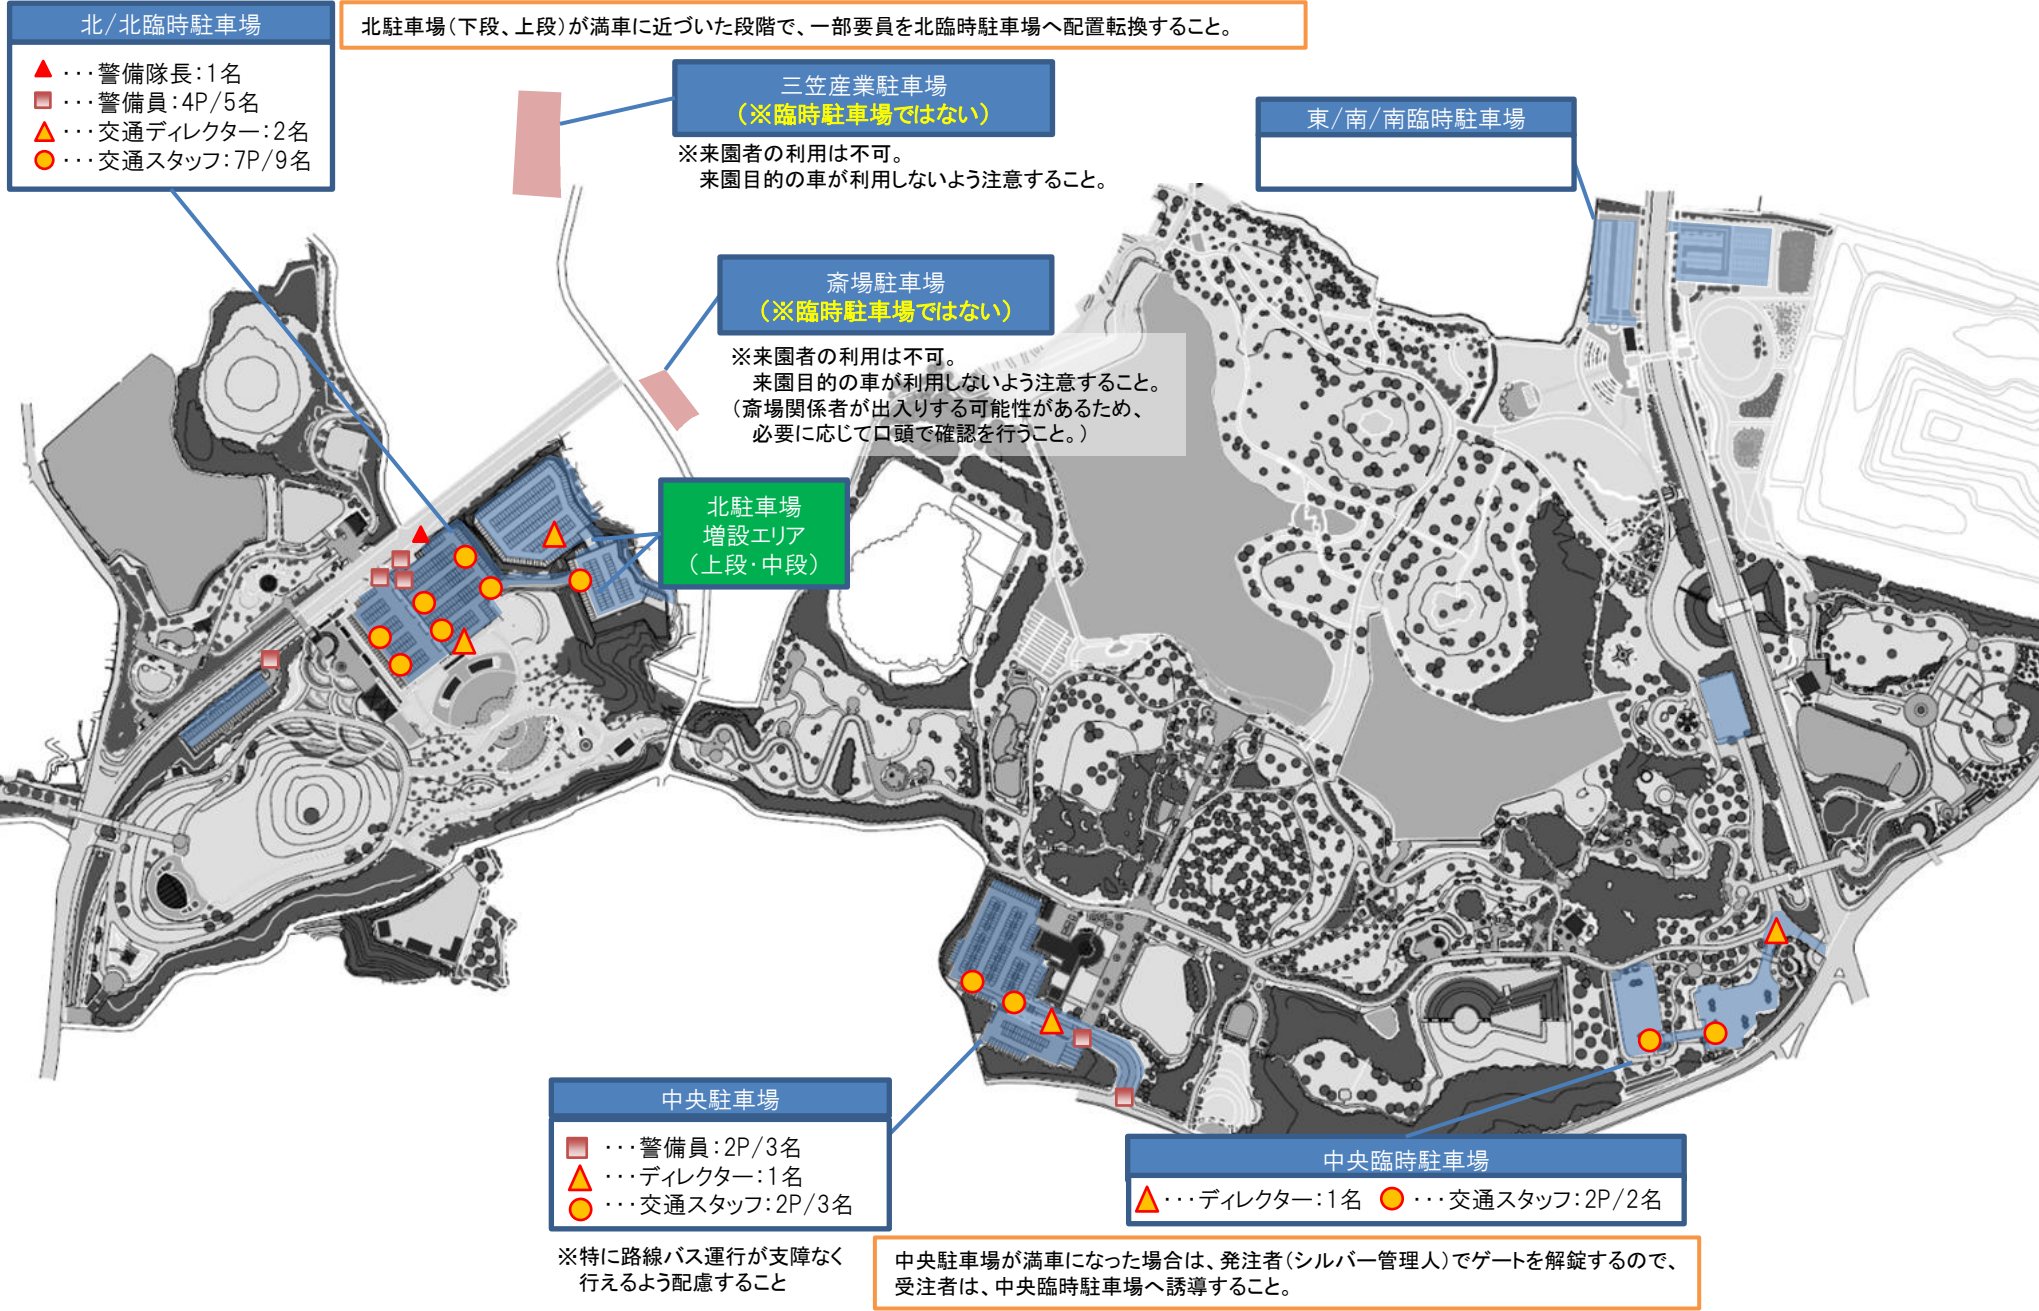 北/北臨時駐車場
・・・警備隊長：1名
・・・警備員：4P/5名
・・・交通ディレクター：2名
・・・交通スタッフ：7P/9名
北駐車場（下段、上段）が満車に近づいた段階で、一部要員を北臨時駐車場へ配置転換すること。
三笠産業駐車場
（※臨時駐車場ではない）
※来園者の利用は不可。
来園目的の車が利用しないよう注意すること。
東/南/南臨時駐車場
斎場駐車場
（※臨時駐車場ではない）
※来園者の利用は不可。
来園目的の車が利用しないよう注意すること。
（斎場関係者が出入りする可能性があるため、
必要に応じて口頭で確認を行うこと。）
北駐車場
増設エリア
（上段・中段）
中央駐車場
・・・警備員：2P/3名
・・・ディレクター：1名
・・・交通スタッフ：2P/3名
※特に路線バス運行が支障なく
行えるよう配慮すること
中央臨時駐車場
・・・ディレクター：1名 ・・・交通スタッフ：2P/2名
中央駐車場が満車になった場合は、発注者（シルバー管理人）でゲートを解錠するので、
受注者は、中央臨時駐車場へ誘導すること。